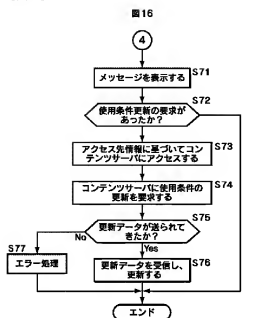 図16
4
メッセージを表示する
S71
使用条件更新の要求が
あったか？
S72
アクセス先情報に基づいてコン
テンツサーバにアクセスする
S73
コンテンツサーバに使用条件の
更新を要求する
S74
更新データが送られて
きたか？
S75
No
Yes
S77
エラー処理
更新データを受信し、
更新する
S76
エンド